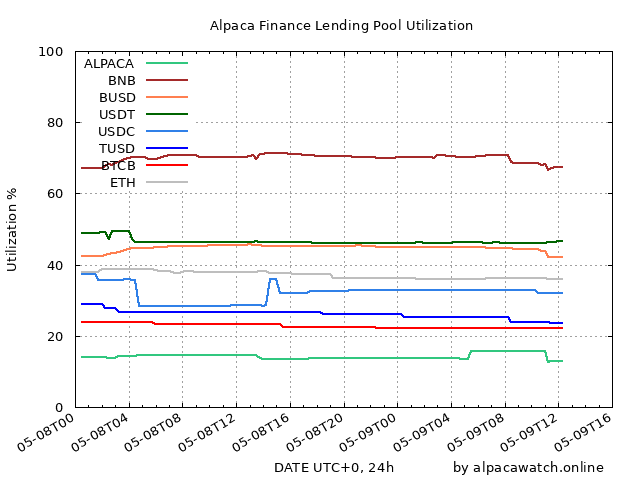 Alpaca Finance Lending Pool Utilization
100
80
60
40
20
0
Utilization %
ALPACA
BNB
BUSD
USDT
USDC
TUSD
BTCB
ETH
05-08T00
05-08T04
05-08T08
05-08T12
05-08T16
05-08T20
05-09T00
05-09T04
05-09T08
05-09T12
05-09T16
DATE UTC+0, 24h
by alpacawatch.online